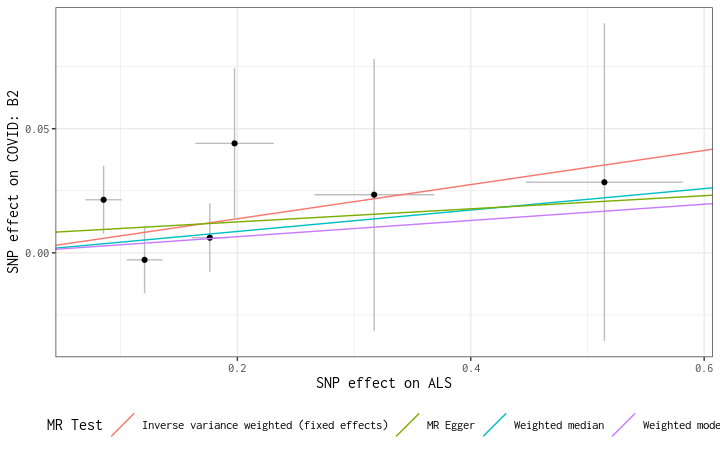 SNP effect on COVID: B2
0.05
0.00
0.2
0.4
0.6
SNP effect on ALS
MR Test
Inverse variance weighted (fixed effects)
MR Egger
Weighted median
Weighted mode